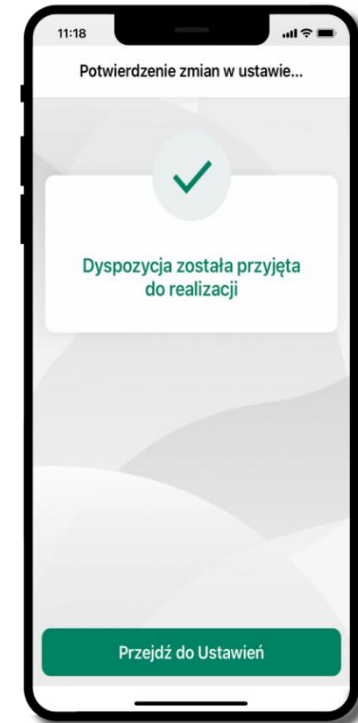 11:18
Potwierdzenie zmian w ustawie...
Dyspozycja została przyjęta
do realizacji
Przejdź do Ustawień